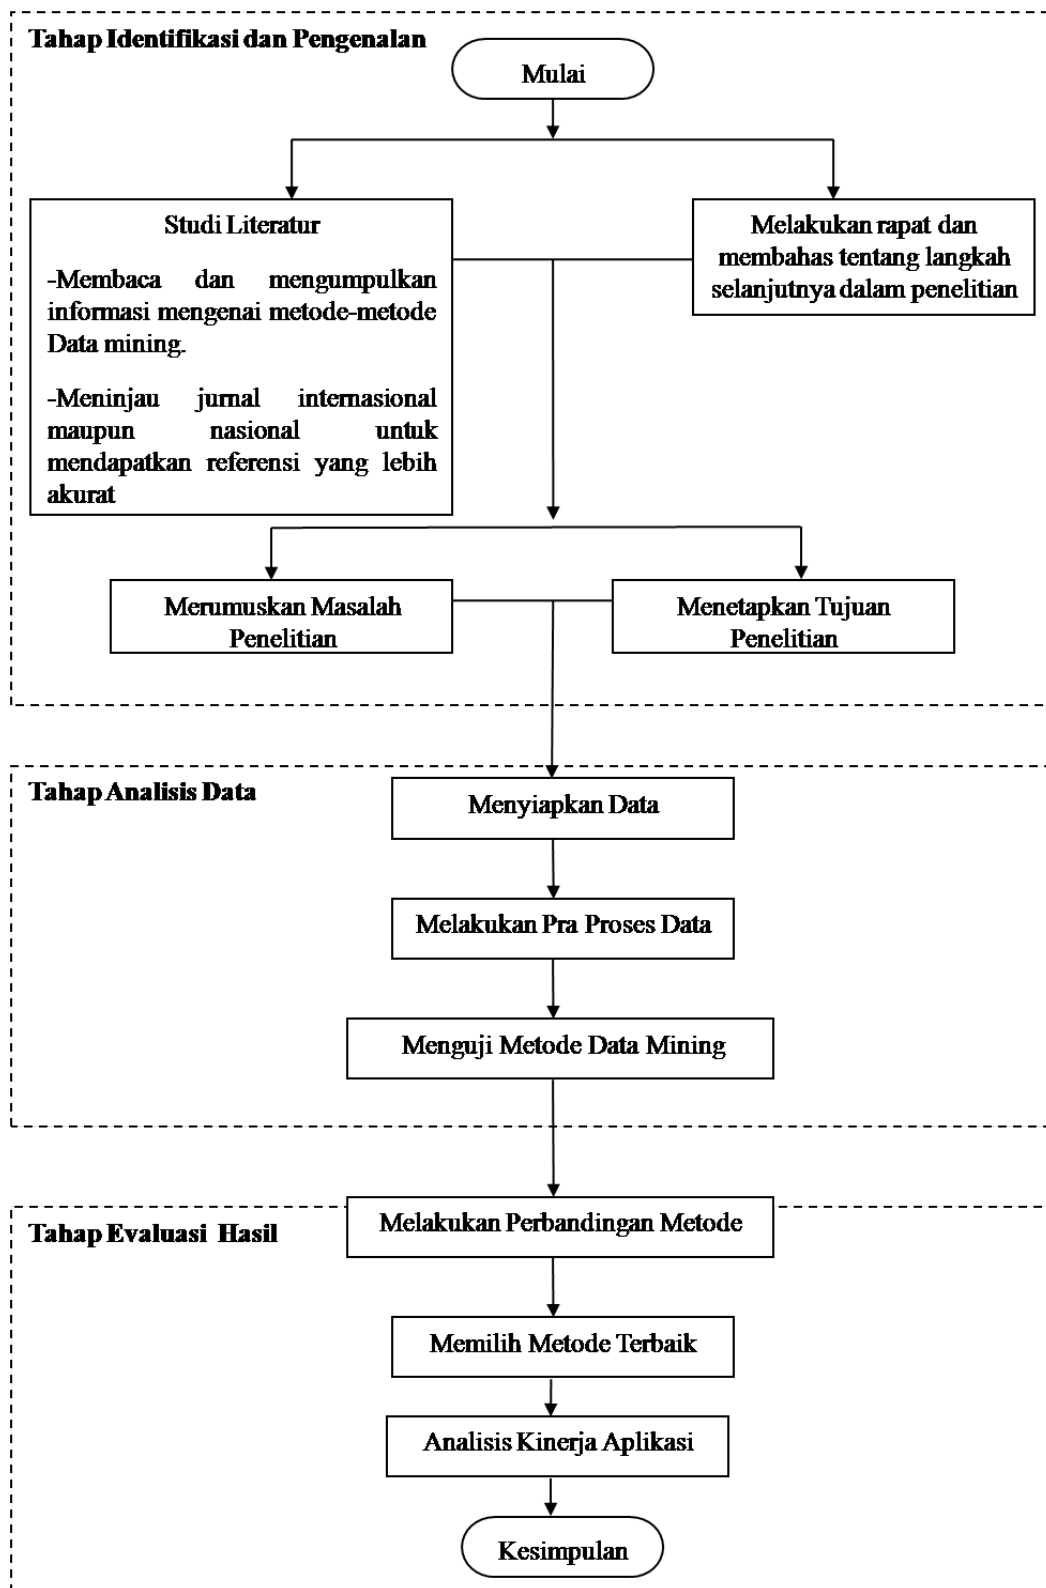 Tahap Identifikasi dan Pengenalan
Mulai
Studi Literatur
-Membaca dan mengumpulkan
informasi mengenai metode-metode
Data mining.
-Meninjau jurnal internasional
maupun nasional untuk
mendapatkan referensi yang lebih
akurat
Melakukan rapat dan
membahas tentang langkah
selanjutnya dalam penelitian
Merumuskan Masalah
Penelitian
Menetapkan Tujuan
Penelitian
Tahap Analisis Data
Menyiapkan Data
Melakukan Pra Proses Data
Menguji Metode Data Mining
Tahap Evaluasi Hasil
Melakukan Perbandingan Metode
Memilih Metode Terbaik
Analisis Kinerja Aplikasi
Kesimpulan